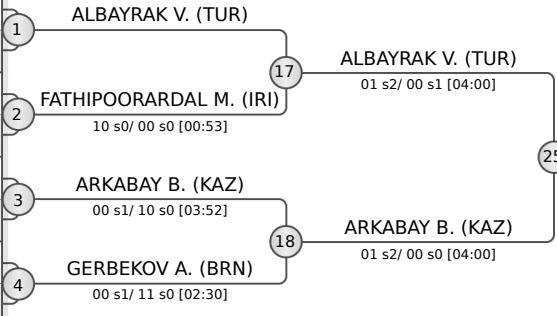 ALBAYRAK V. (TUR)
1
17
ALBAYRAK V. (TUR)
01 s2/ 00 s1 [04:00]
FATHIPOORARDAL M. (IRI)
2
10 s0/ 00 s0 [00:53]
25
ARKABAY B. (KAZ)
3
00 s1/ 10 s0 [03:52]
18
ARKABAY B. (KAZ)
01 s2/ 00 s0 [04:00]
GERBEKOV A. (BRN)
4
00 s1/ 11 s0 [02:30]